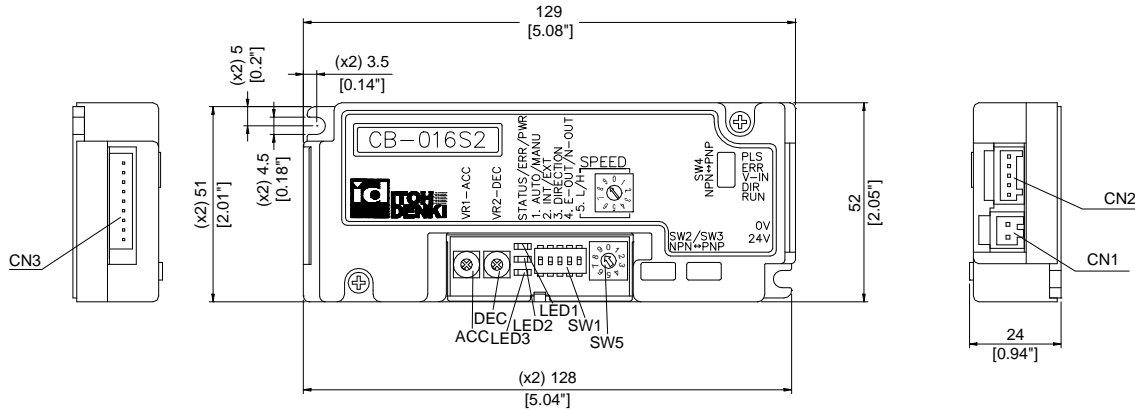 129
[5.08"]
(x2) 5
[0.2"]
(x2) 3.5
[0.14"]
(x2) 4.5
[0.18"]
(x2) 51
[2.01"]
CN3
CB-016S2
ITOH
DENKI
VR1-ACC
VR2-DEC
STATUS/ERR/PWR
1. AUTO/MANU
2. INT/EXT
3. DIRECTION
4. E-OUT/N-OUT
5. L/H
SPEED
SW4
NPN↔PNP
PLS
ERR
V-IN
DIR
RUN
0V
24V
SW2/SW3
NPN↔PNP
ACC
DEC
LED3
LED2
LED1
SW1
SW5
52
[2.05"]
CN2
CN1
24
[0.94"]
(x2) 128
[5.04"]